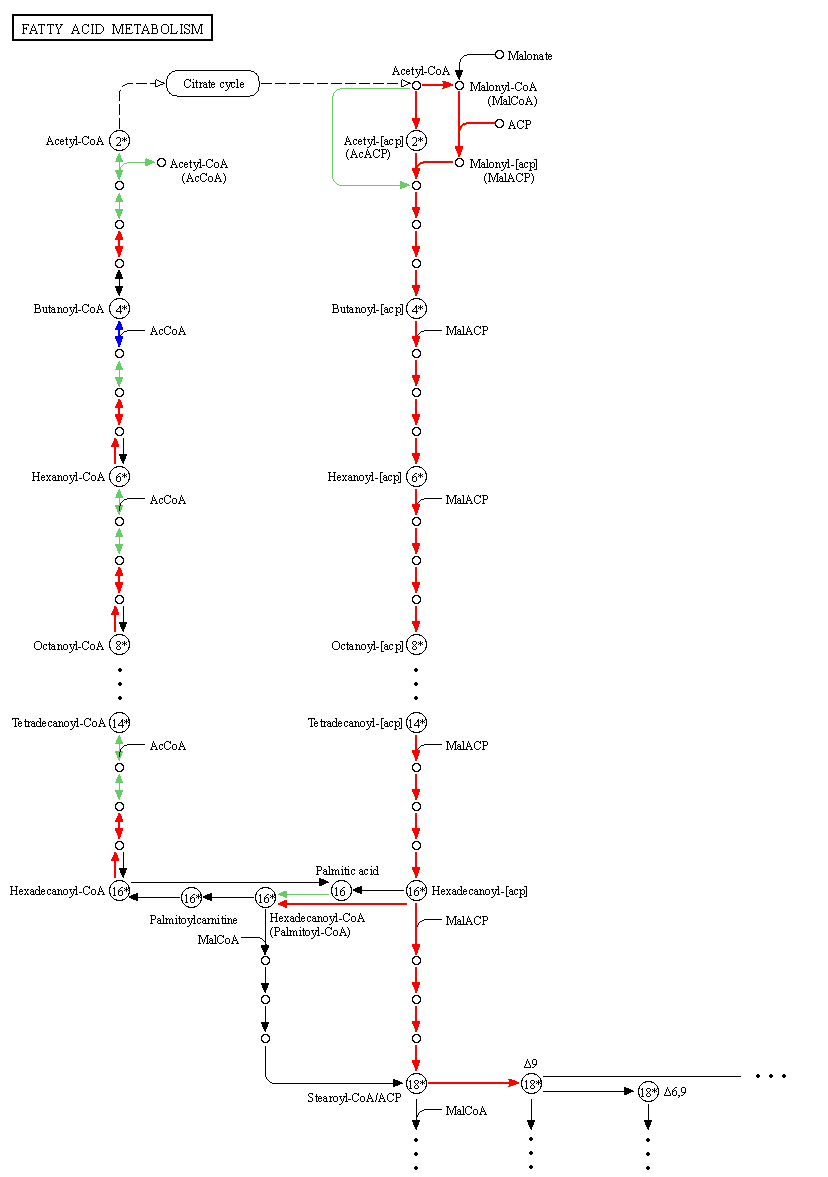 FATTY ACID METABOLISM
Malonate
Acetyl-CoA
Citrate cycle
Malonyl-CoA
(MalCoA)
ACP
Acetyl-CoA
2*
Acetyl-[acp]
(AcACP)
2*
Acetyl-CoA
(AcCoA)
Malonyl-[acp]
(MalACP)
Butanoyl-CoA
4*
Butanoyl-[acp]
4*
AcCoA
MalACP
Hexanoyl-CoA
6*
Hexanoyl-[acp]
6*
AcCoA
MalACP
Octanoyl-CoA
8*
Octanoyl-[acp]
8*
Tetradecanoyl-CoA
14*
Tetradecanoyl-[acp]
14*
AcCoA
MalACP
Palmitic acid
Hexadecanoyl-CoA
16*
16*
16*
16
16*
Hexadecanoyl-[acp]
Palmitoylcarnitine
Hexadecanoyl-CoA
(Palmitoyl-CoA)
MalACP
MalCoA
Δ9
18*
18*
18*
Δ6,9
Stearoyl-CoA/ACP
MalCoA